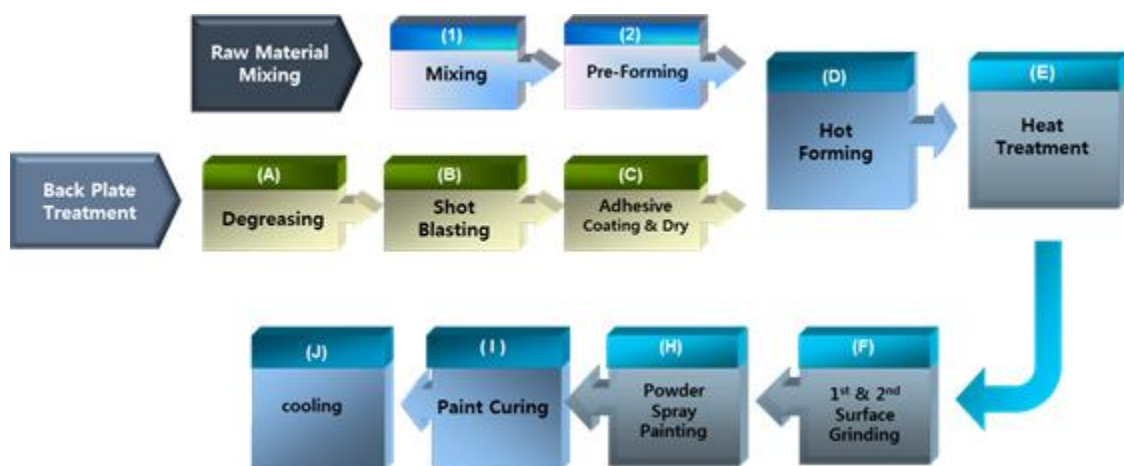 Raw Material
Mixing
(1)
Mixing
(2)
Pre-Forming
(D)
Hot
Forming
(E)
Heat
Treatment
Back Plate
Treatment
(A)
Degreasing
(B)
Shot
Blasting
(C)
Adhesive
Coating & Dry
(J)
cooling
(I)
Paint Curing
(H)
Powder
Spray
Painting
(F)
1st & 2nd
Surface
Grinding